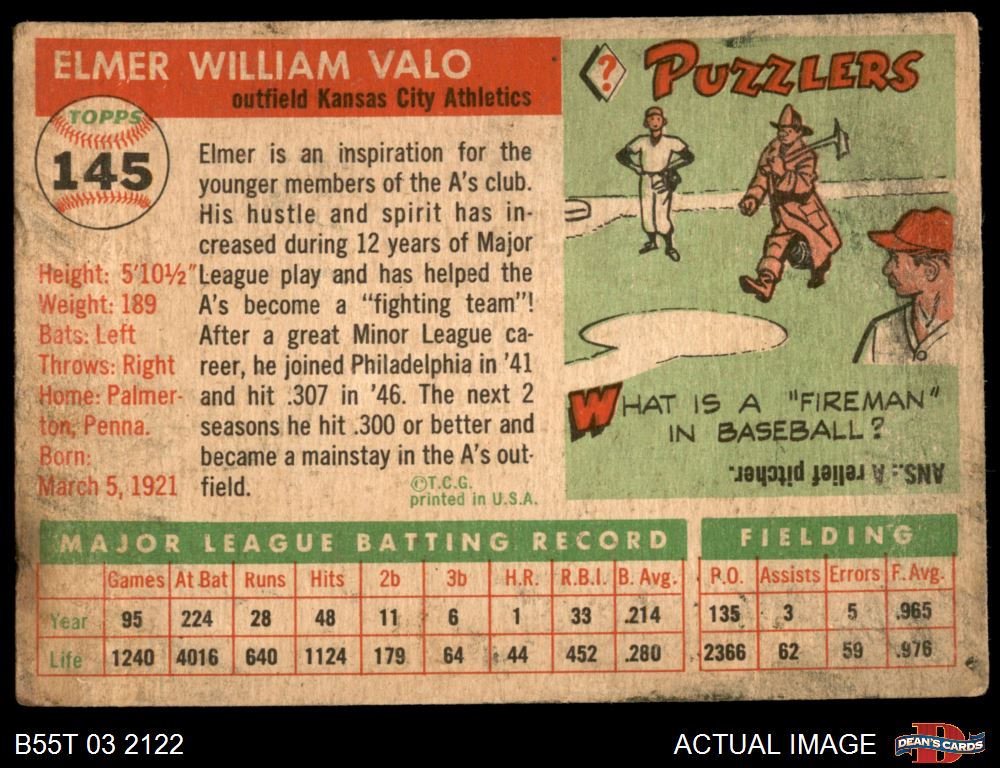 ELMER WILLIAM VALO
outfield Kansas City Athletics
TOPPS
145
Height: 5'10½"
Weight: 189
Bats: Left
Throws: Right
Home: Palmer-
ton, Penna.
Born:
March 5, 1921
Elmer is an inspiration for the
younger members of the A's club.
His hustle and spirit has in-
creased during 12 years of Major
League play and has helped the
A's become a "fighting team"!
After a great Minor League ca-
reer, he joined Philadelphia in '41
and hit .307 in '46. The next 2
seasons he hit .300 or better and
became a mainstay in the A's out-
field.
©T.C.G.
printed in U.S.A.
? PUZZLERS
WHAT IS A "FIREMAN"
IN BASEBALL?
ANS.: A relief pitcher.
MAJOR LEAGUE BATTING RECORD
Games At Bat Runs Hits 2b 3b H.R. R.B.I. B. Avg.
Year 95 224 28 48 11 6 1 33 .214
Life 1240 4016 640 1124 179 64 44 452 .280
FIELDING
P.O. Assists Errors F. Avg.
135 3 5 .965
2366 62 59 .976
B55T 03 2122
ACTUAL IMAGE
D
DEAN'S CARDS